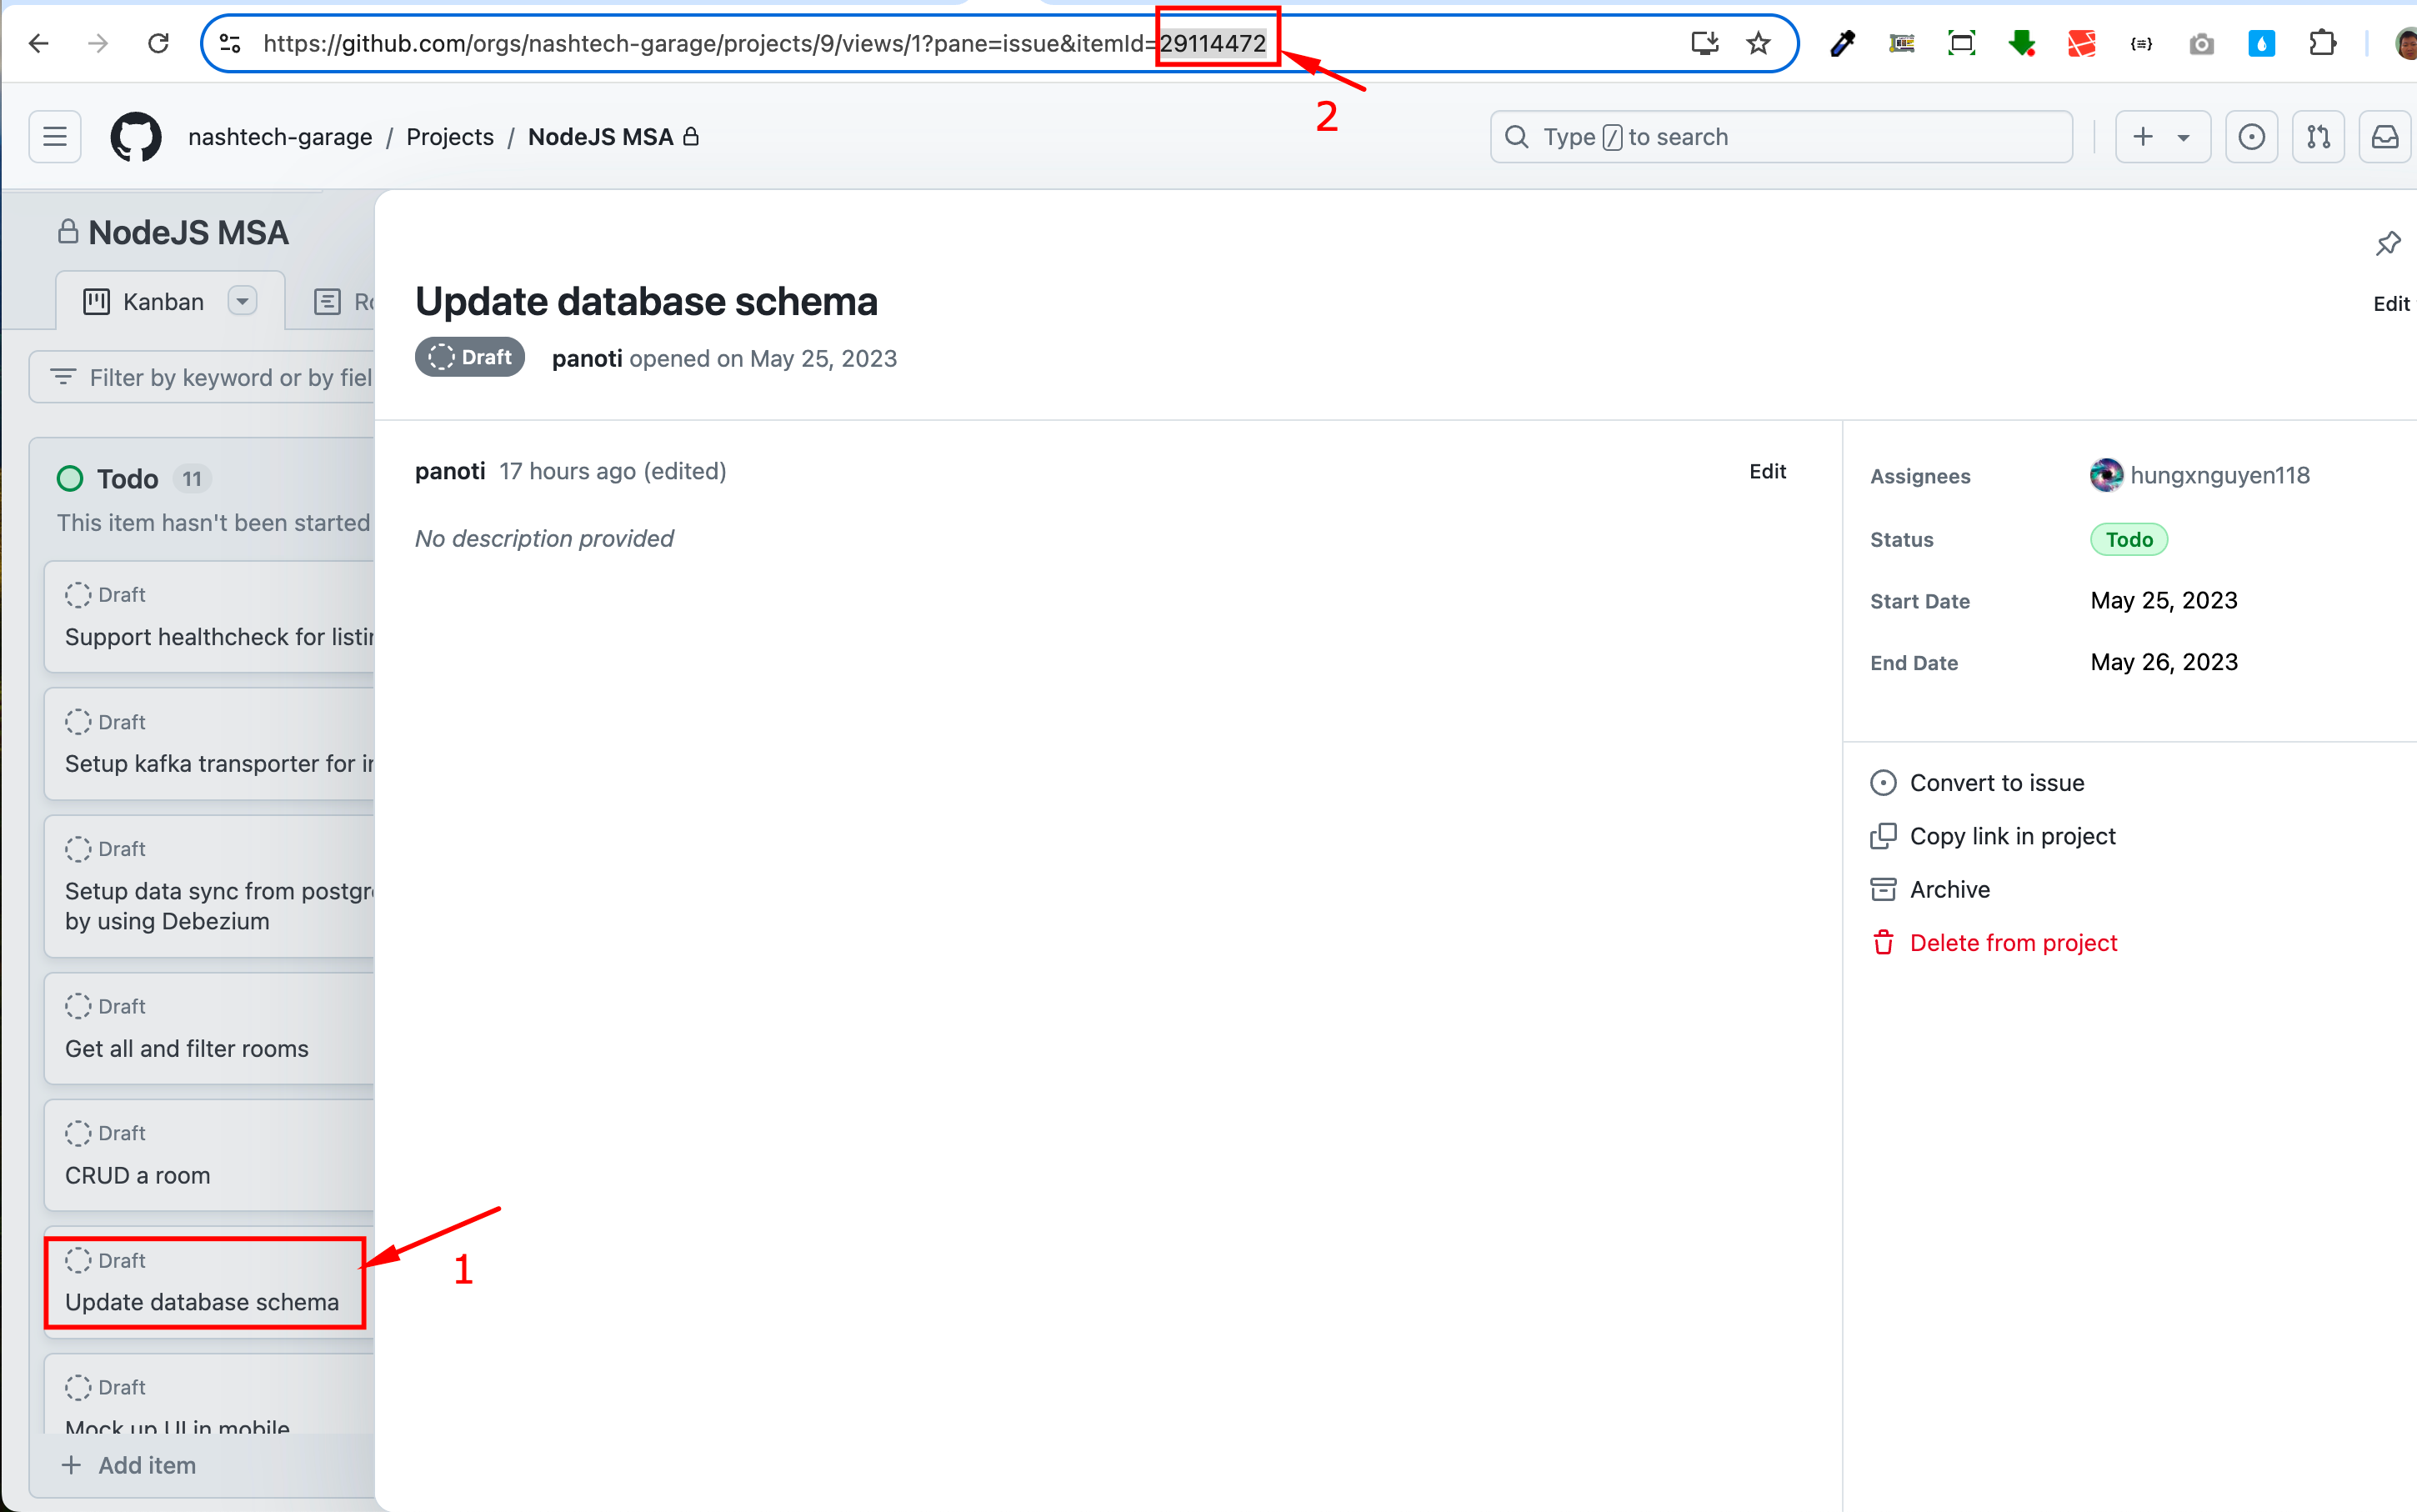 https://github.com/orgs/nashtech-garage/projects/9/views/1?pane=issue&itemId=29114472
2
nashtech-garage / Projects / NodeJS MSA
Type / to search
NodeJS MSA
Kanban
Filter by keyword or by fiel
Todo 11
This item hasn't been started
Draft
Support healthcheck for listin
Draft
Setup kafka transporter for in
Draft
Setup data sync from postgre
by using Debezium
Draft
Get all and filter rooms
Draft
CRUD a room
Draft
Update database schema
1
Draft
Mock up UI in mobile
+ Add item
Update database schema
Edit
Draft panoti opened on May 25, 2023
panoti 17 hours ago (edited)
Edit
No description provided
Assignees hungxnguyen118
Status Todo
Start Date May 25, 2023
End Date May 26, 2023
Convert to issue
Copy link in project
Archive
Delete from project